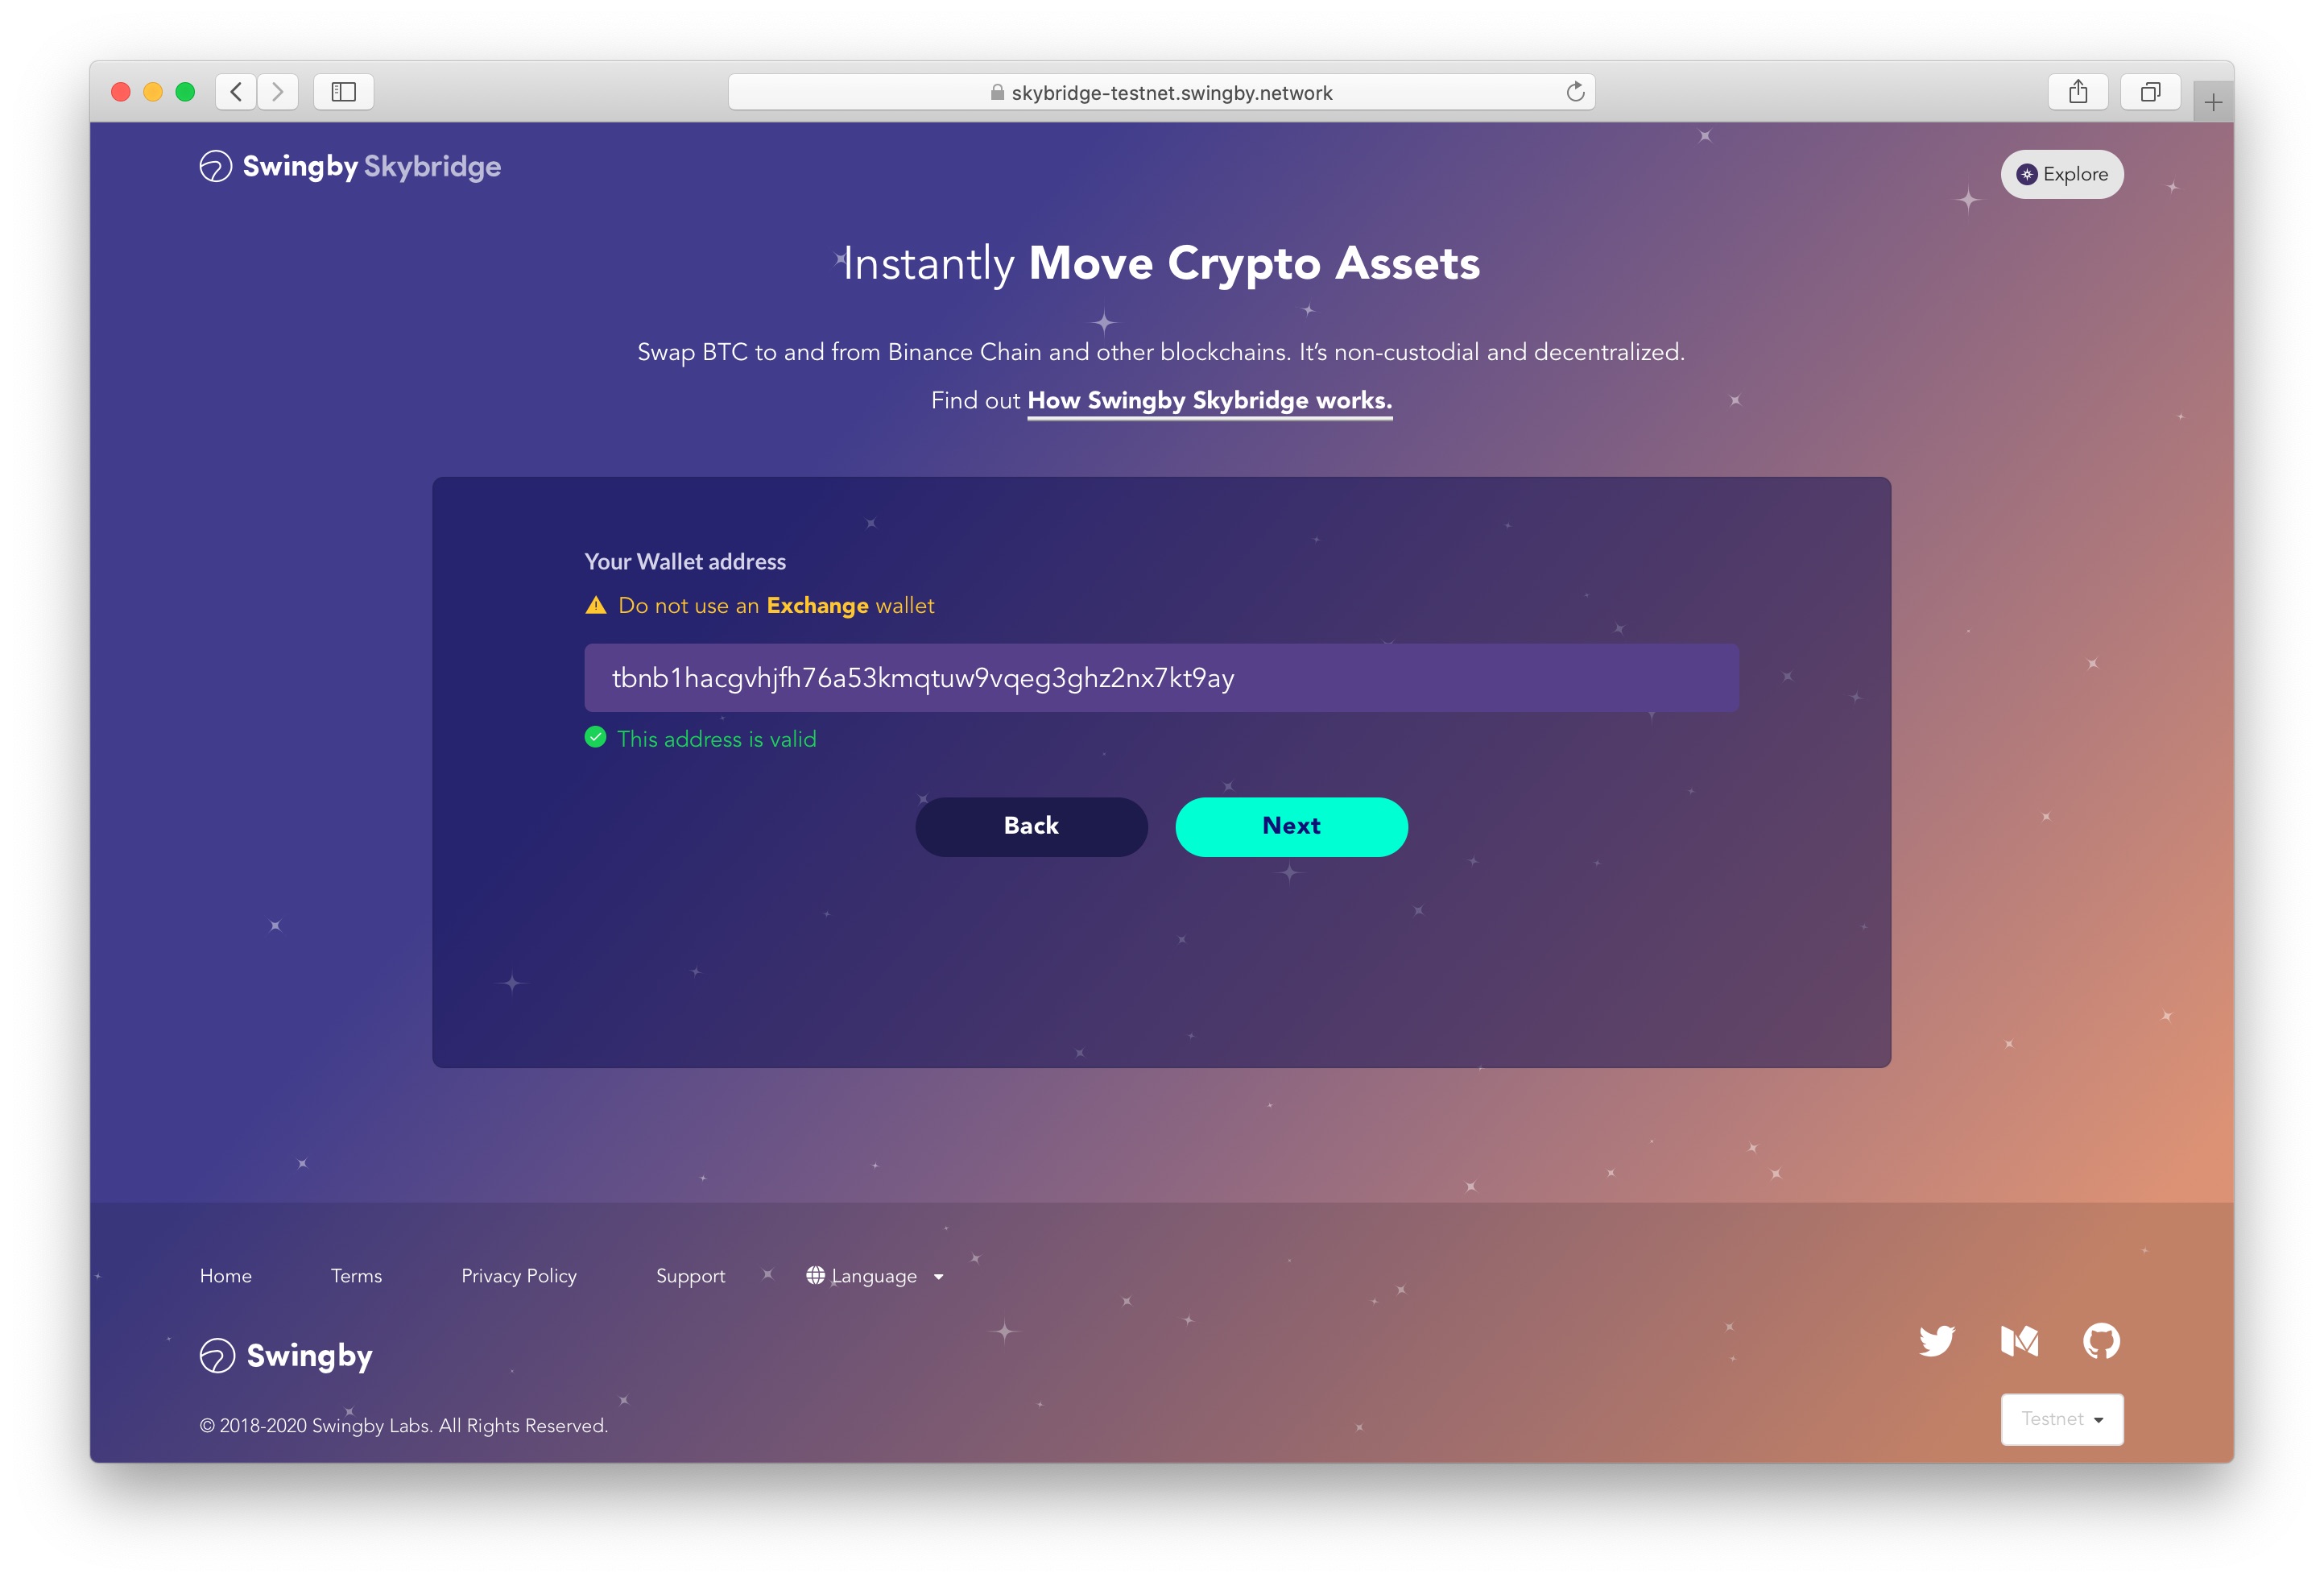 skybridge-testnet.swingby.network
Swingby Skybridge
Explore
Instantly Move Crypto Assets
Swap BTC to and from Binance Chain and other blockchains. It's non-custodial and decentralized.
Find out How Swingby Skybridge works.
Your Wallet address
Do not use an Exchange wallet
tbnb1hacgvhjfh76a53kmqtuw9vqeg3ghz2nx7kt9ay
This address is valid
Back Next
Home Terms Privacy Policy Support Language
Swingby
© 2018-2020 Swingby Labs. All Rights Reserved.
Testnet